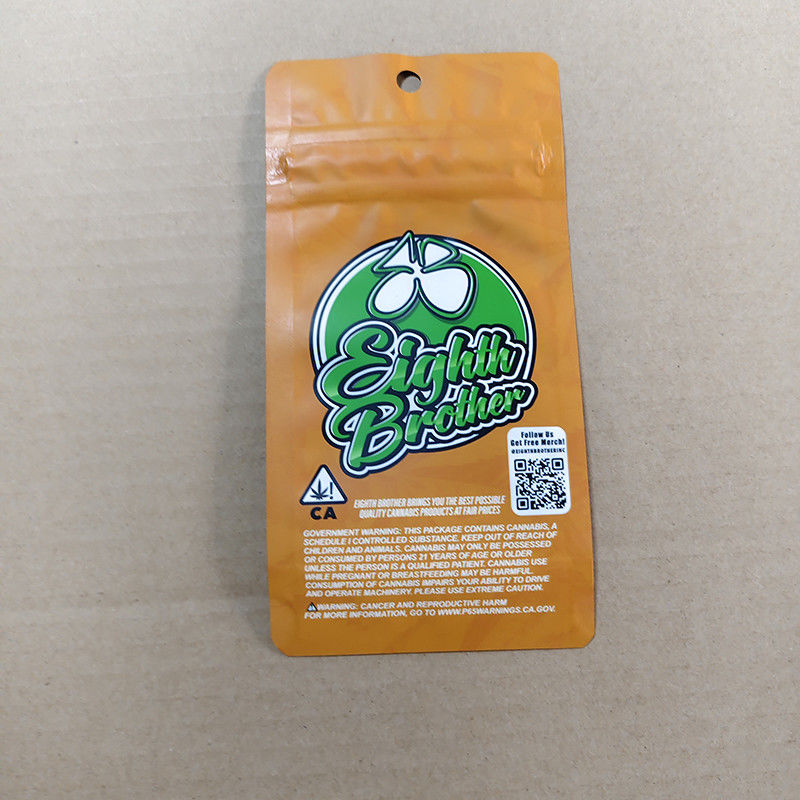 Eighth
Brother
Follow Us
Get Free Merch!
@EIGHTHBROTHERINC
CA
EIGHTH BROTHER BRINGS YOU THE BEST POSSIBLE
QUALITY CANNABIS PRODUCTS AT FAIR PRICES
GOVERNMENT WARNING: THIS PACKAGE CONTAINS CANNABIS, A
SCHEDULE I CONTROLLED SUBSTANCE. KEEP OUT OF REACH OF
CHILDREN AND ANIMALS. CANNABIS MAY ONLY BE POSSESSED
OR CONSUMED BY PERSONS 21 YEARS OF AGE OR OLDER
UNLESS THE PERSON IS A QUALIFIED PATIENT. CANNABIS USE
WHILE PREGNANT OR BREASTFEEDING MAY BE HARMFUL.
CONSUMPTION OF CANNABIS IMPAIRS YOUR ABILITY TO DRIVE
AND OPERATE MACHINERY. PLEASE USE EXTREME CAUTION.
WARNING: CANCER AND REPRODUCTIVE HARM
FOR MORE INFORMATION, GO TO WWW.P65WARNINGS.CA.GOV.